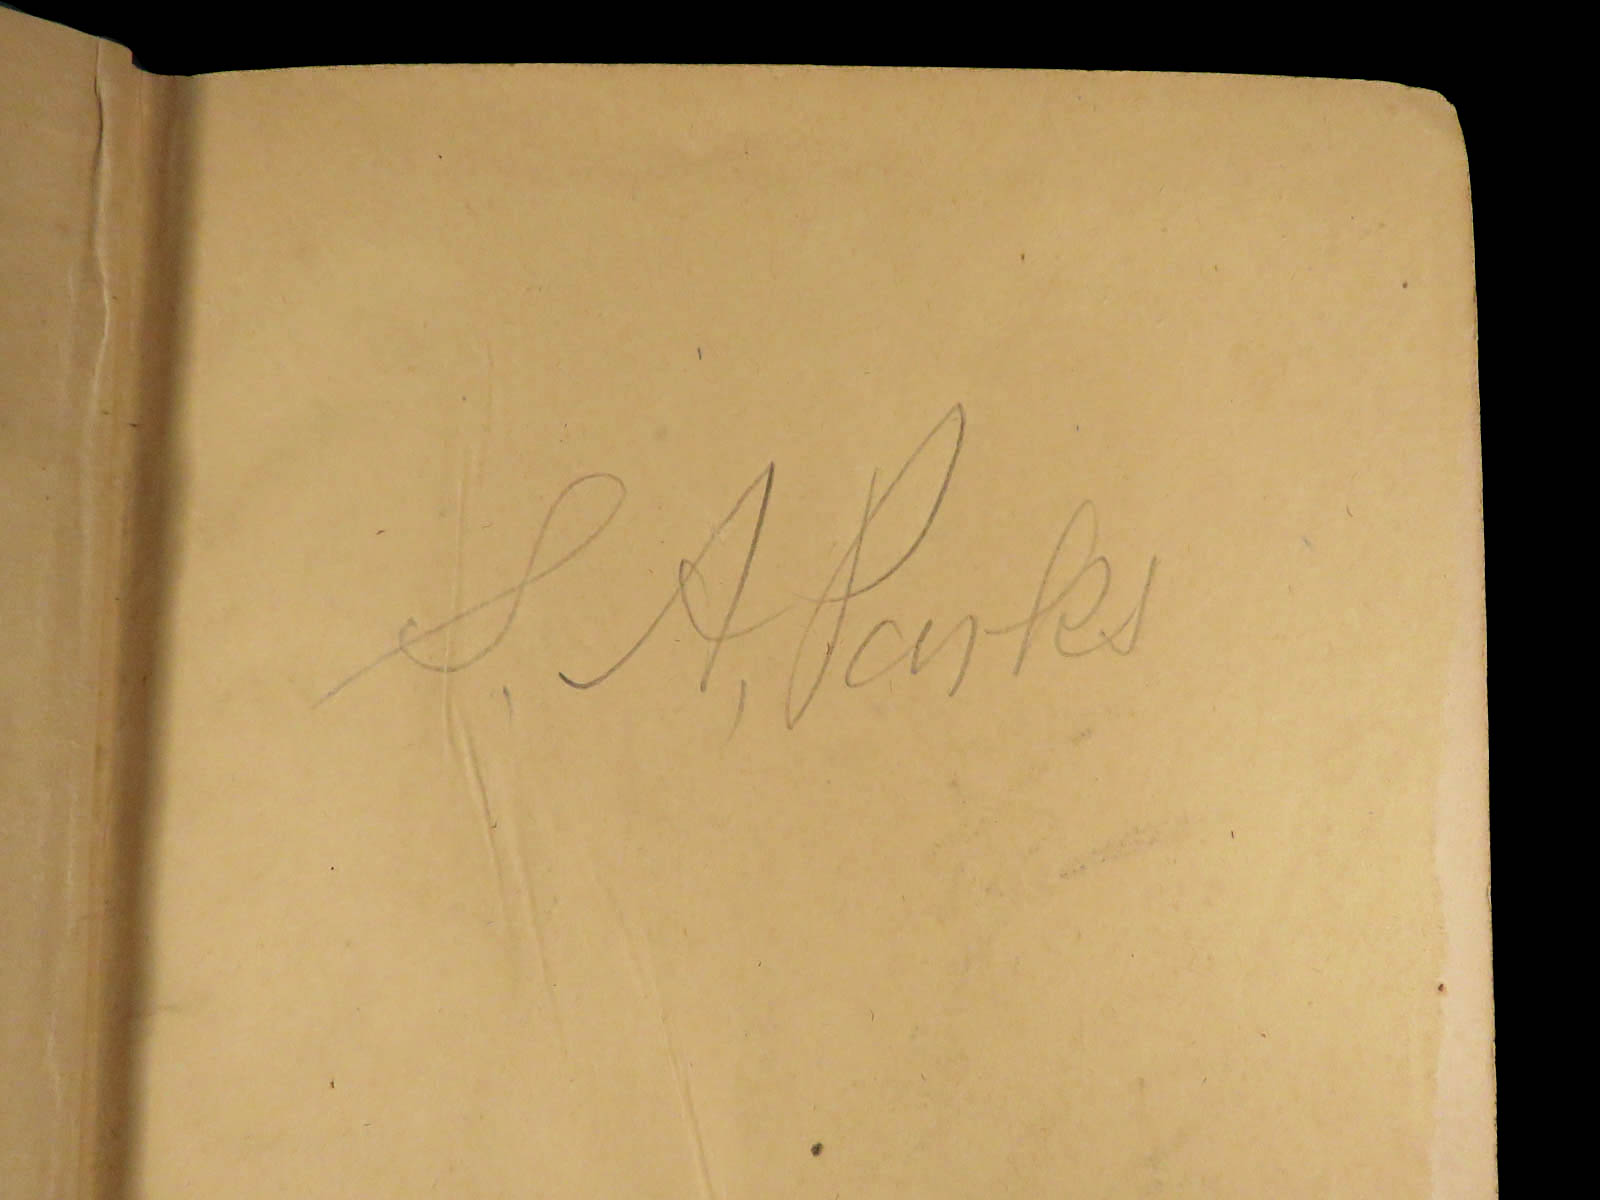 S. A, Parks